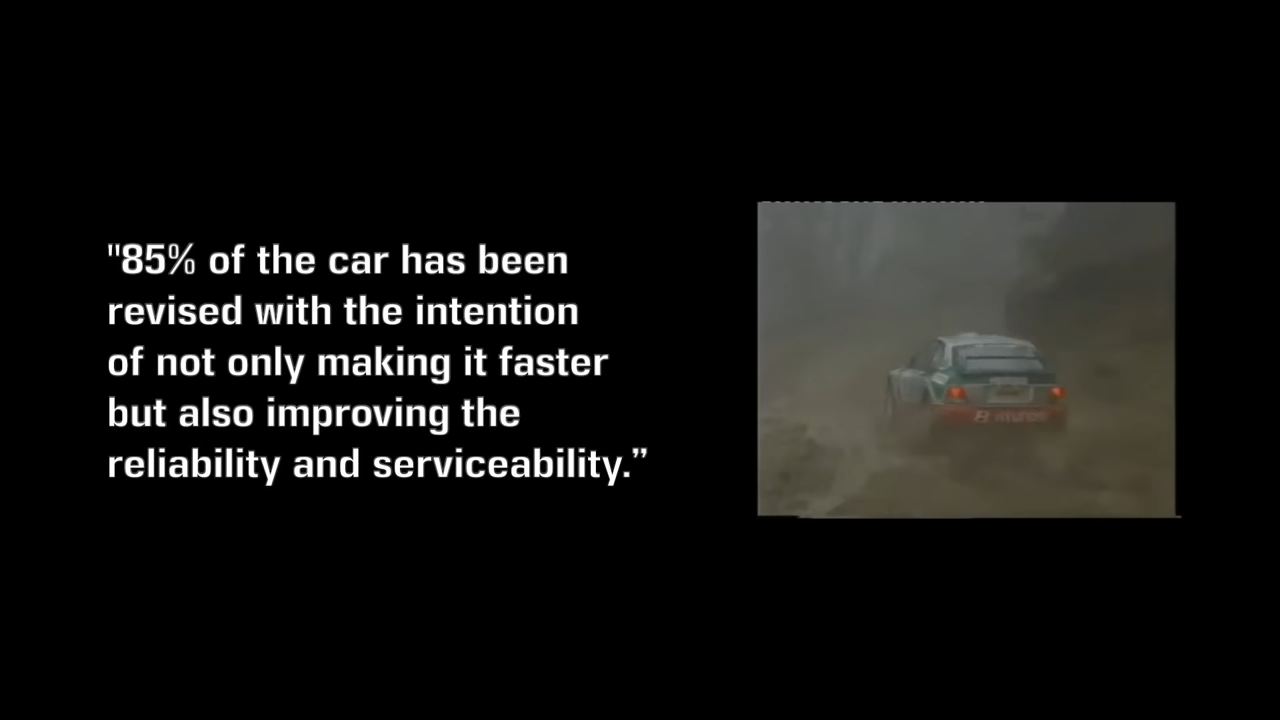 "85% of the car has been
revised with the intention
of not only making it faster
but also improving the
reliability and serviceability.”
HYUNDAI